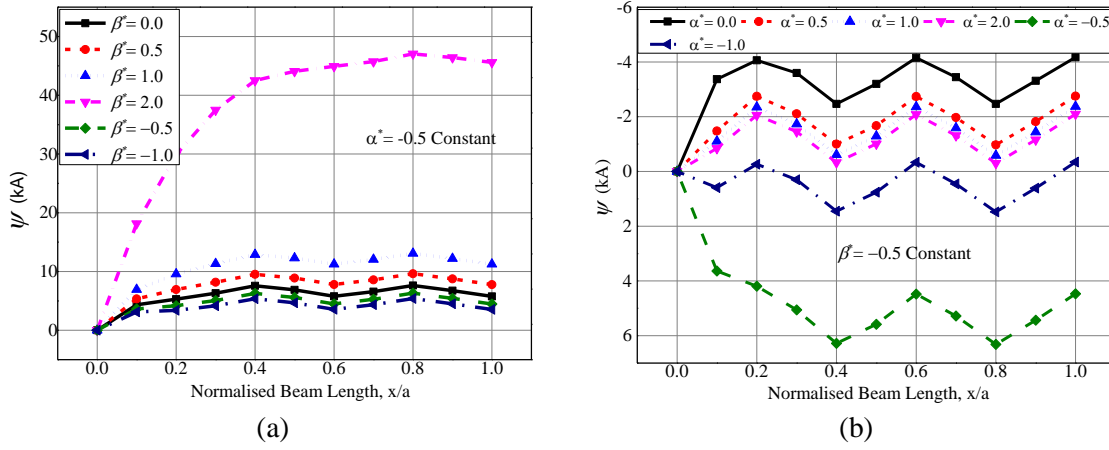 β*= 0.0
β*= 0.5
β*= 1.0
β*= 2.0
β*= −0.5
β*= −1.0
α*= -0.5 Constant
50
40
30
20
10
0
ψ (kA)
0.0 0.2 0.4 0.6 0.8 1.0
Normalised Beam Length, x/a
(a)
α*= 0.0 α*= 0.5 α*= 1.0 α*= 2.0 α*= −0.5
α*= −1.0
β*= −0.5 Constant
-6
-4
-2
0
2
4
6
ψ (kA)
0.0 0.2 0.4 0.6 0.8 1.0
Normalised Beam Length, x/a
(b)